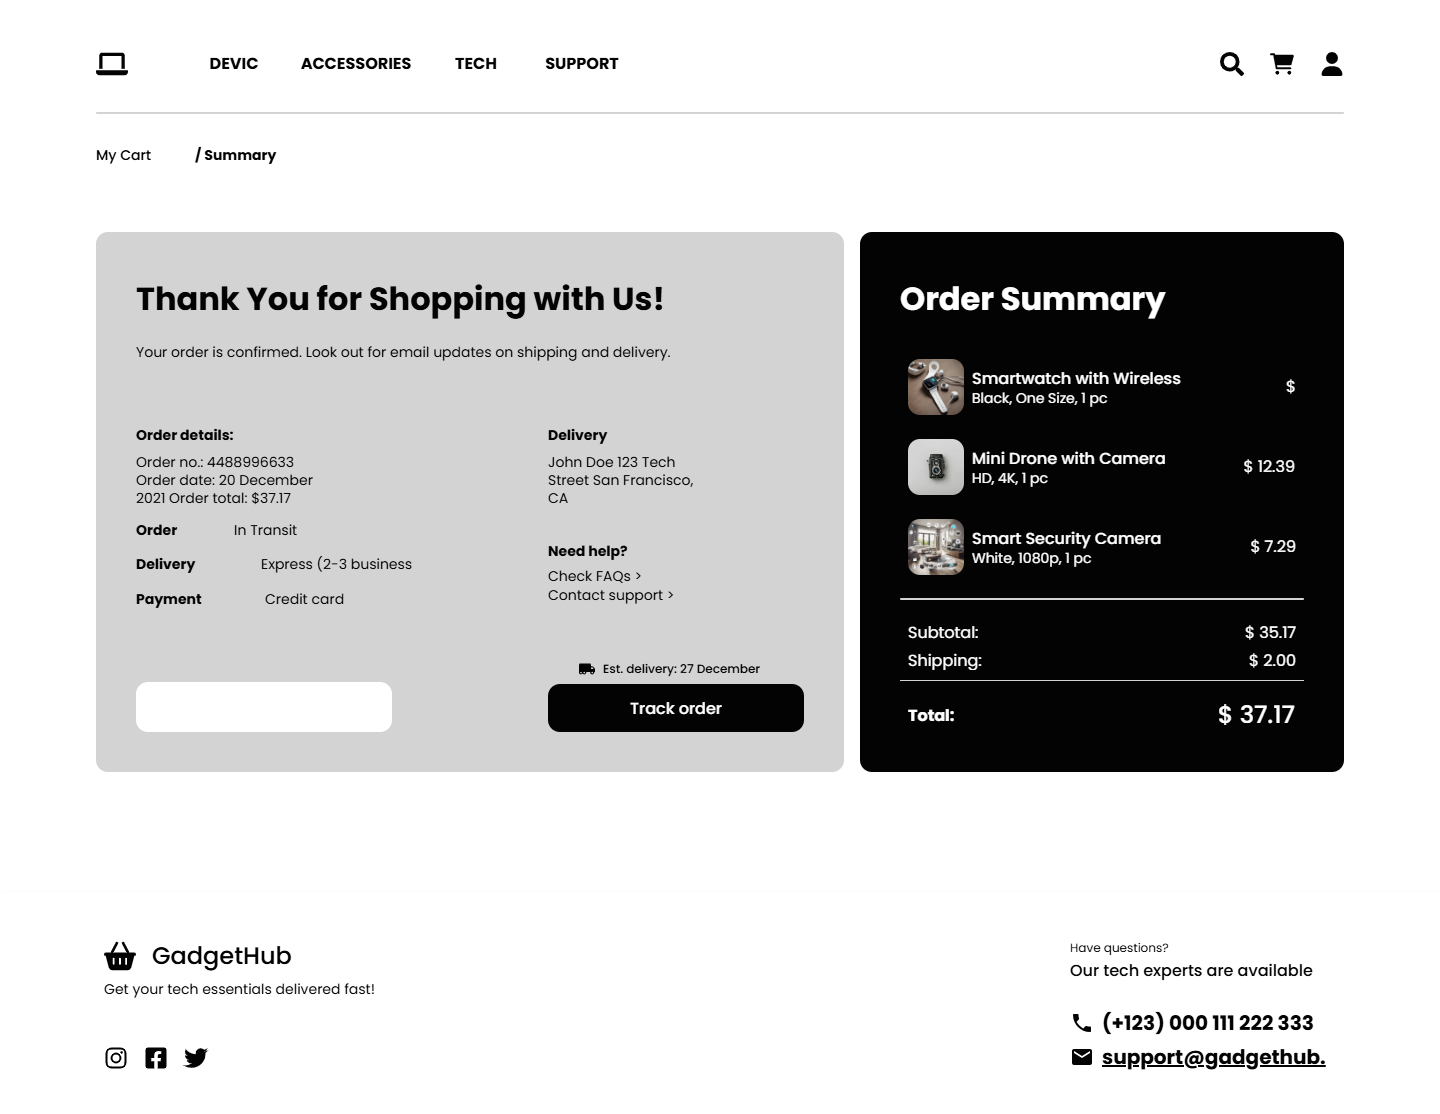 DEVIC ACCESSORIES TECH SUPPORT
My Cart / Summary
Thank You for Shopping with Us!
Your order is confirmed. Look out for email updates on shipping and delivery.
Order details:
Order no.: 4488996633
Order date: 20 December
2021 Order total: $37.17
Order In Transit
Delivery Express (2-3 business
Payment Credit card
Delivery
John Doe 123 Tech
Street San Francisco,
CA
Need help?
Check FAQs >
Contact support >
Est. delivery: 27 December
Track order
Order Summary
Smartwatch with Wireless
Black, One Size, 1 pc
$
Mini Drone with Camera
HD, 4K, 1 pc
$ 12.39
Smart Security Camera
White, 1080p, 1 pc
$ 7.29
Subtotal: $ 35.17
Shipping: $ 2.00
Total: $ 37.17
GadgetHub
Get your tech essentials delivered fast!
Have questions?
Our tech experts are available
(+123) 000 111 222 333
support@gadgethub.